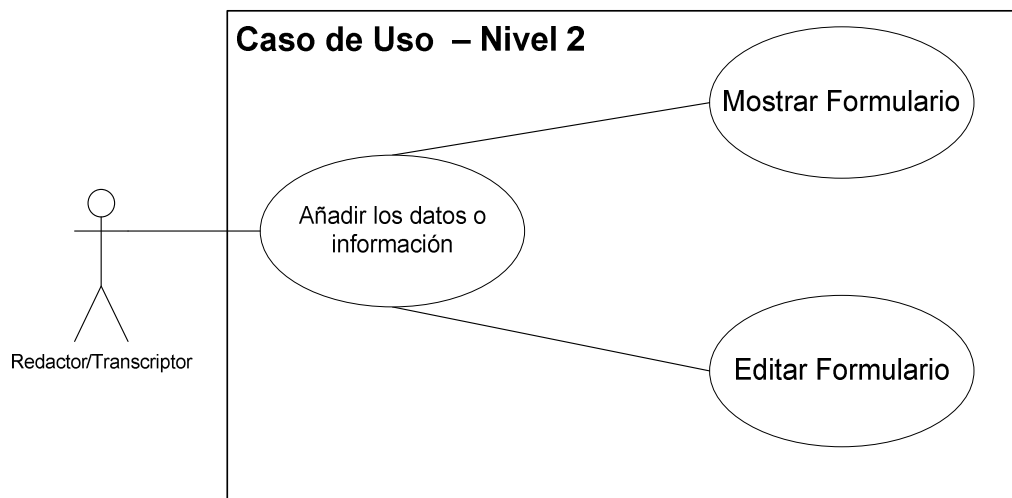 Caso de Uso – Nivel 2
Mostrar Formulario
Añadir los datos o
información
Redactor/Transcriptor
Editar Formulario